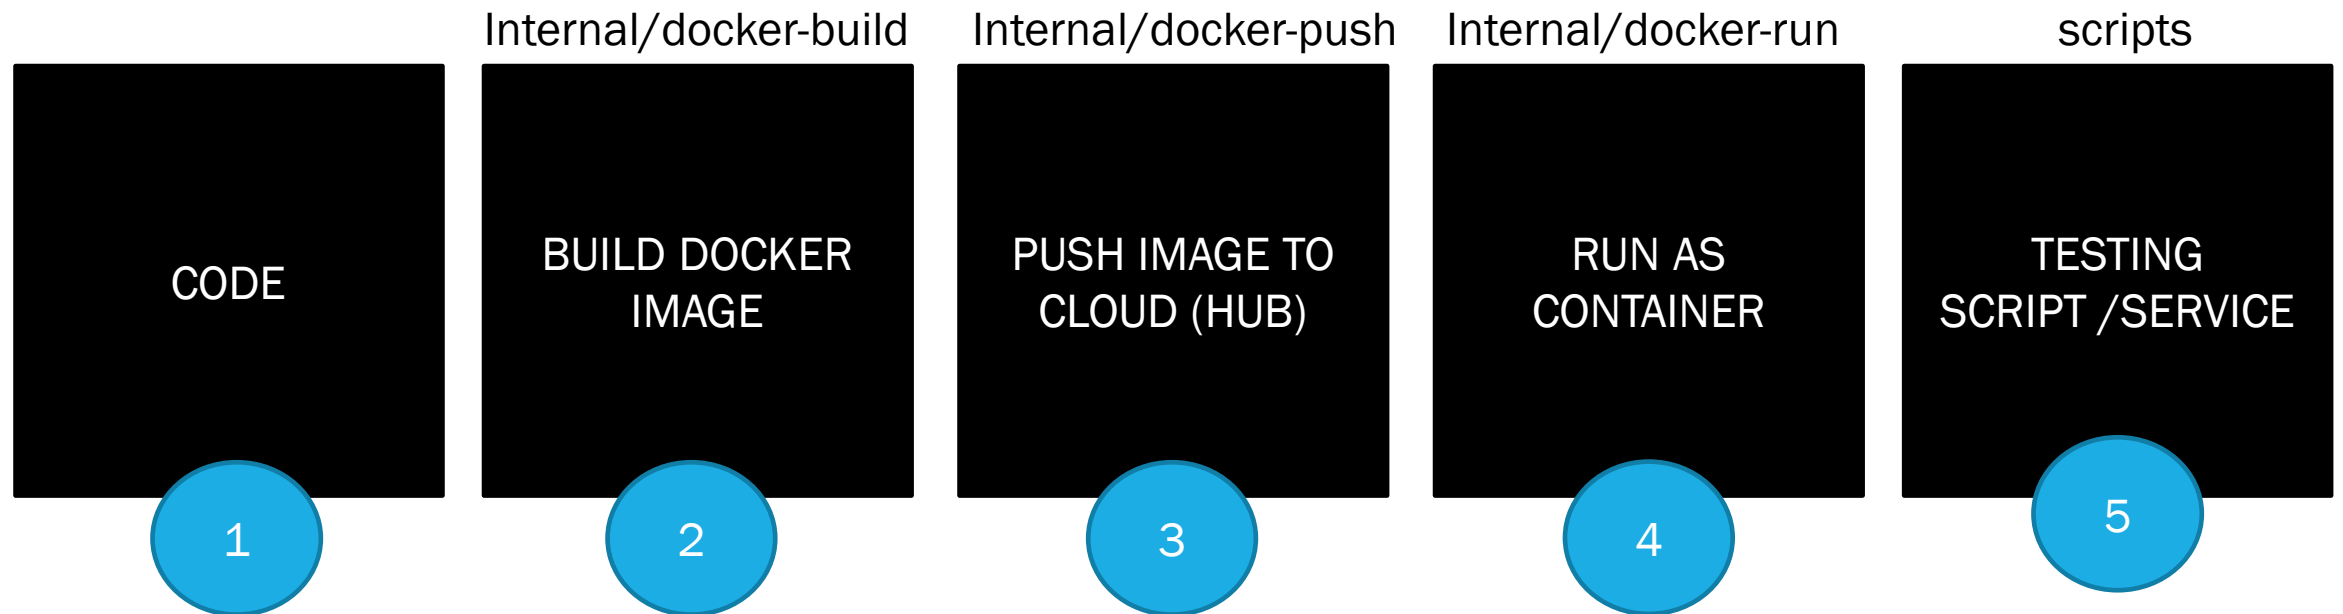 Internal/docker-build
Internal/docker-push
Internal/docker-run
scripts
CODE
BUILD DOCKER
IMAGE
PUSH IMAGE TO
CLOUD (HUB)
RUN AS
CONTAINER
TESTING
SCRIPT /SERVICE
1
2
3
4
5